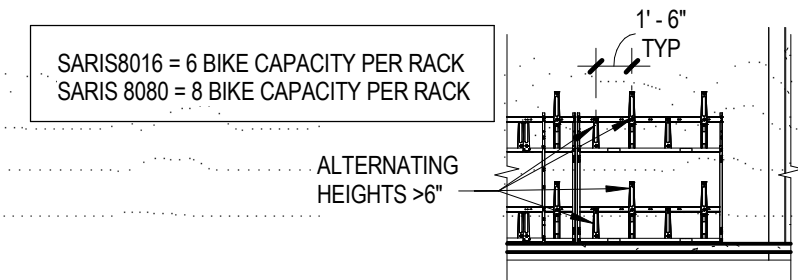 SARIS8016 = 6 BIKE CAPACITY PER RACK
SARIS 8080 = 8 BIKE CAPACITY PER RACK
1' - 6"
TYP
ALTERNATING
HEIGHTS >6"